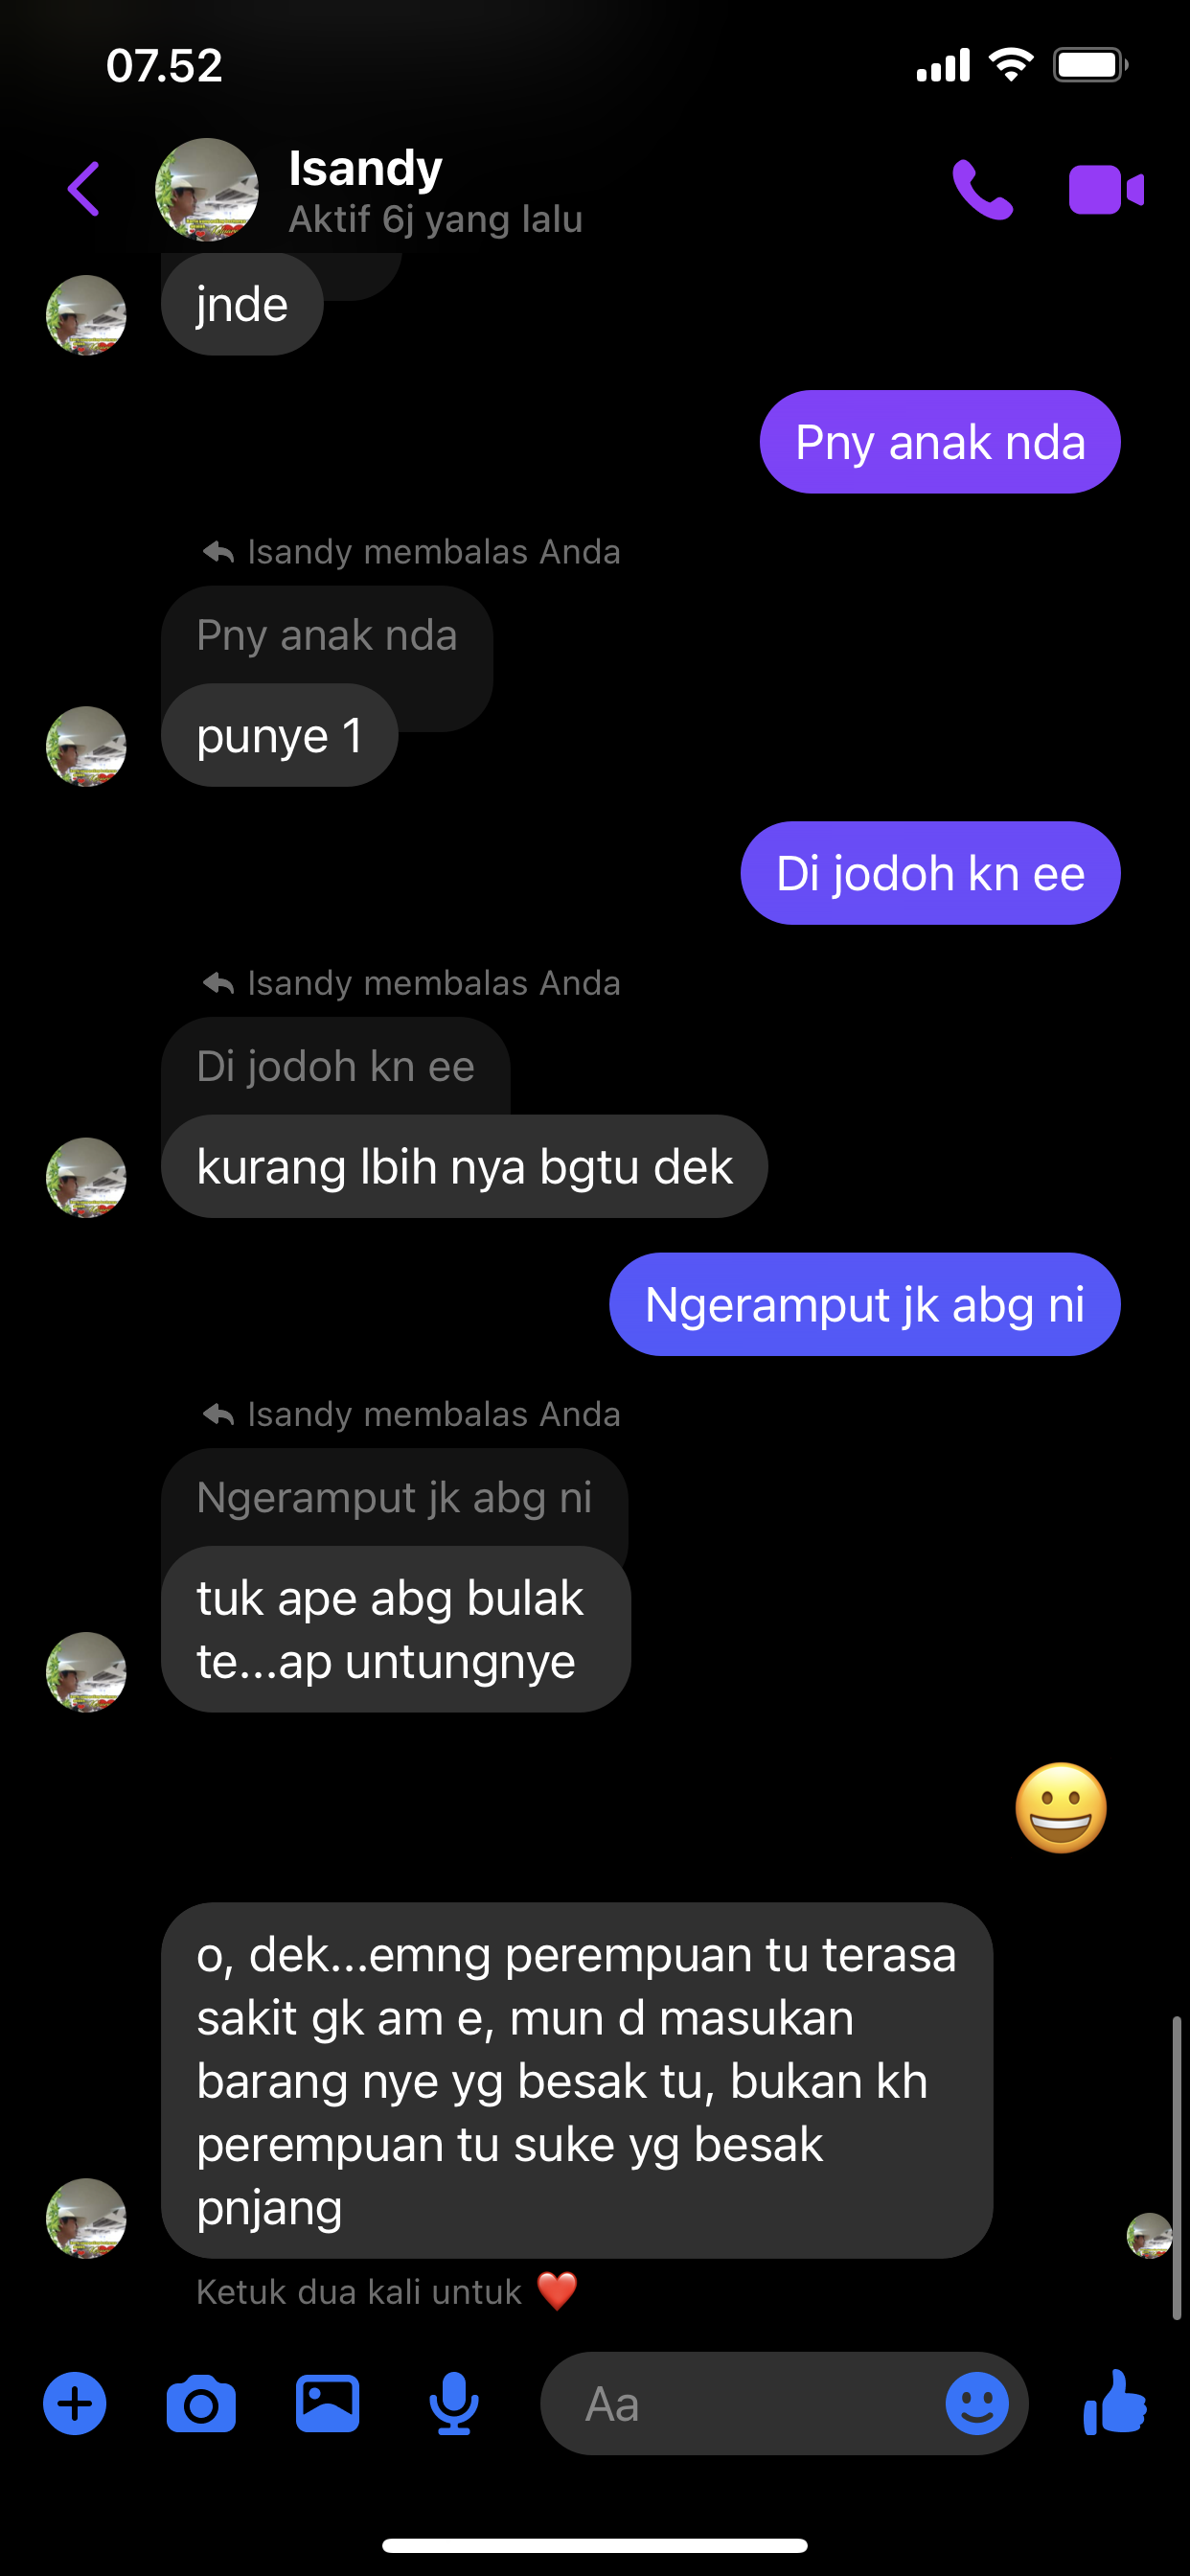 07.52
Isandy
Aktif 6j yang lalu
jnde
Pny anak nda
Isandy membalas Anda
Pny anak nda
punye 1
Di jodoh kn ee
Isandy membalas Anda
Di jodoh kn ee
kurang lbih nya bgtu dek
Ngeramput jk abg ni
Isandy membalas Anda
Ngeramput jk abg ni
tuk ape abg bulak
te...ap untungnye
o, dek...emng perempuan tu terasa
sakit gk am e, mun d masukan
barang nye yg besak tu, bukan kh
perempuan tu suke yg besak
pnjang
Ketuk dua kali untuk ❤️
Aa